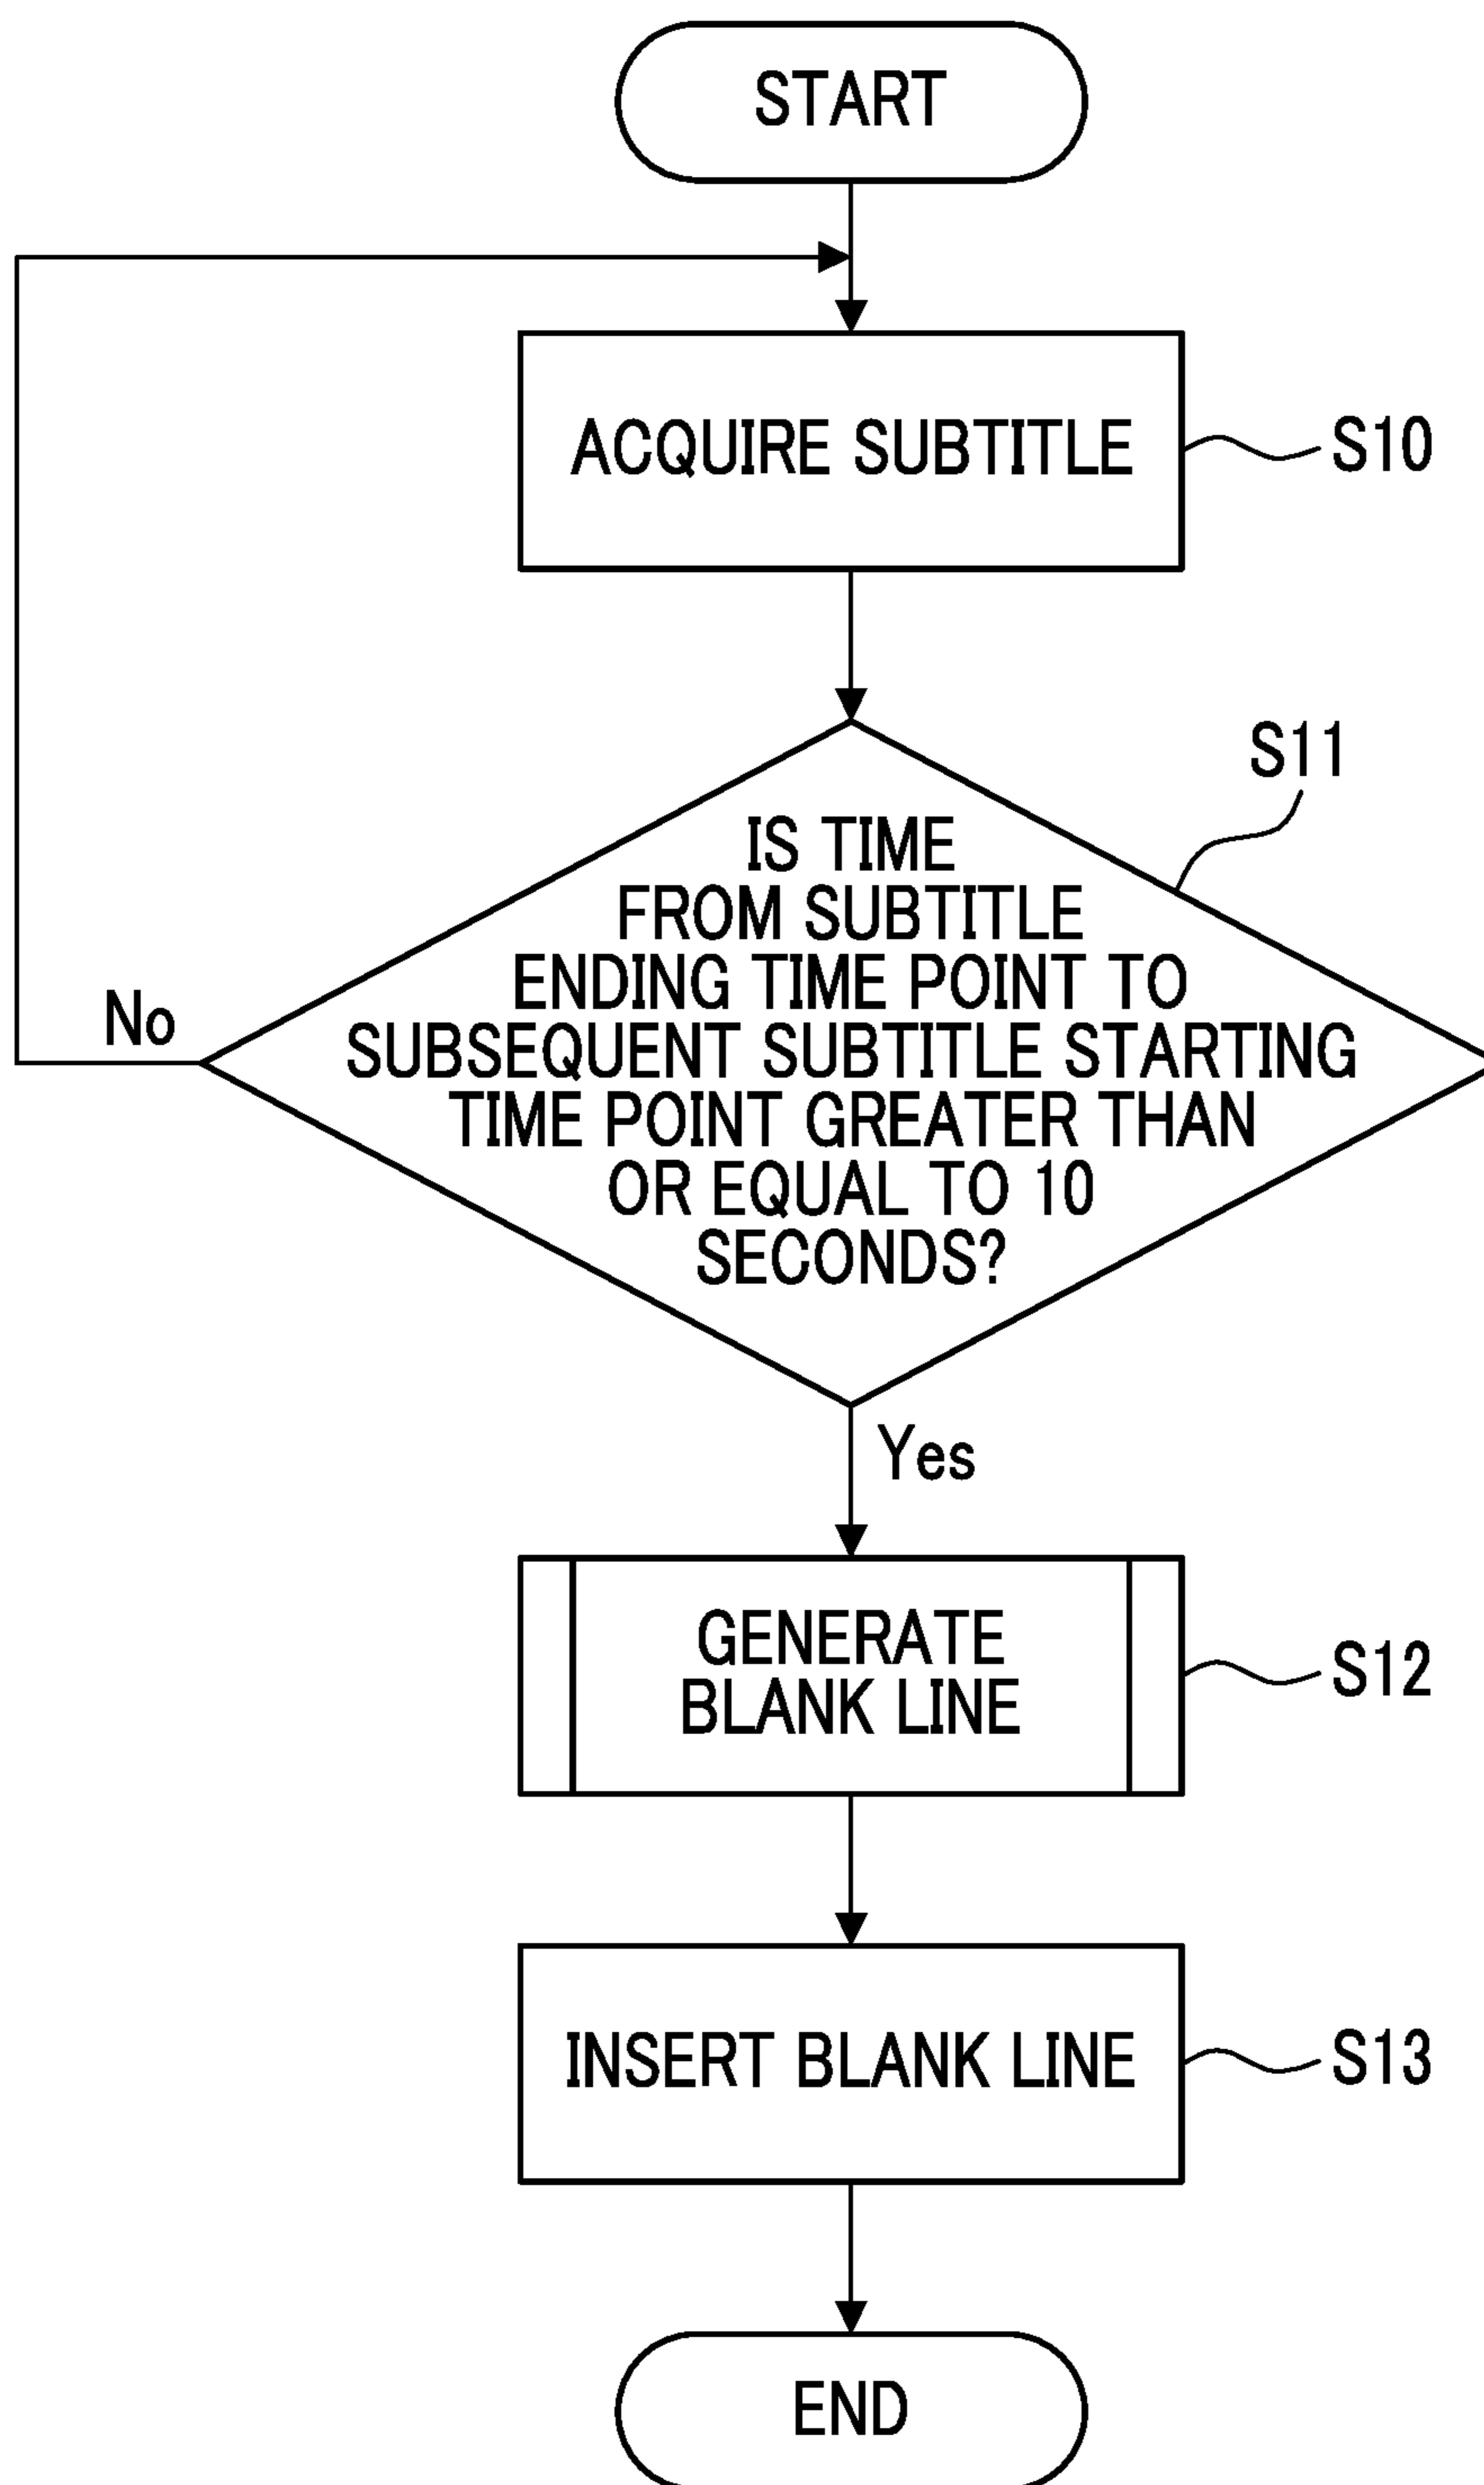 START
ACQUIRE SUBTITLE
S10
S11
IS TIME
FROM SUBTITLE
ENDING TIME POINT TO
SUBSEQUENT SUBTITLE STARTING
TIME POINT GREATER THAN
OR EQUAL TO 10
SECONDS?
No
Yes
GENERATE
BLANK LINE
S12
INSERT BLANK LINE
S13
END